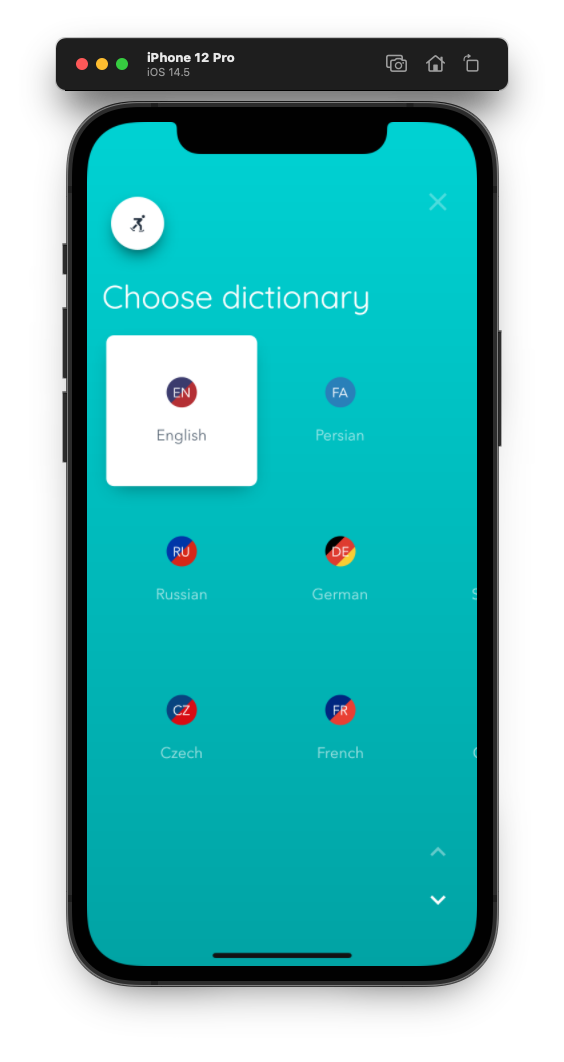 iPhone 12 Pro
iOS 14.5
Choose dictionary
EN
FA
English
Persian
RU
DE
Russian
German
CZ
FR
Czech
French